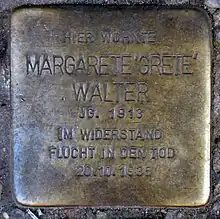 HIER WOHNTE
MARGARETE 'GRETE'
WALTER
JG. 1913
IM WIDERSTAND
FLUCHT IN DEN TOD
20.10.1935